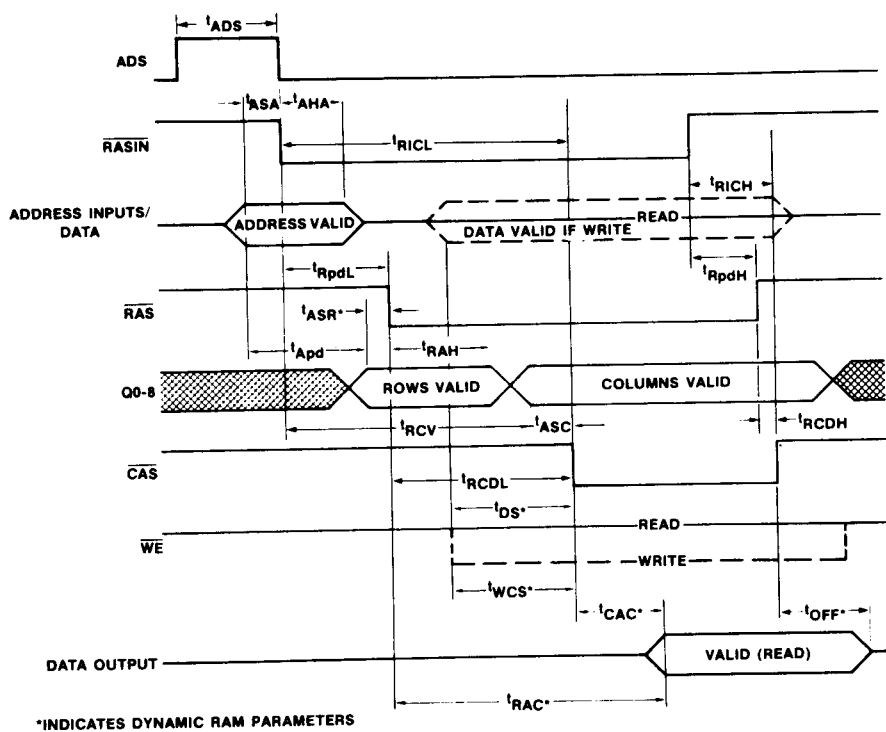 tADS
ADS
tASA tAHA
RASIN
tRICL
tRICH
ADDRESS INPUTS/
DATA
ADDRESS VALID
READ
DATA VALID IF WRITE
tRpdL
tRpdH
RAS
tASR*
tApd
tRAH
Q0-8
ROWS VALID
COLUMNS VALID
tRCV
tASC
tRCDH
CAS
tRCDL
tDS*
WE
READ
WRITE
tWCS*
tCAC*
tOFF*
DATA OUTPUT
VALID (READ)
tRAC*
*INDICATES DYNAMIC RAM PARAMETERS